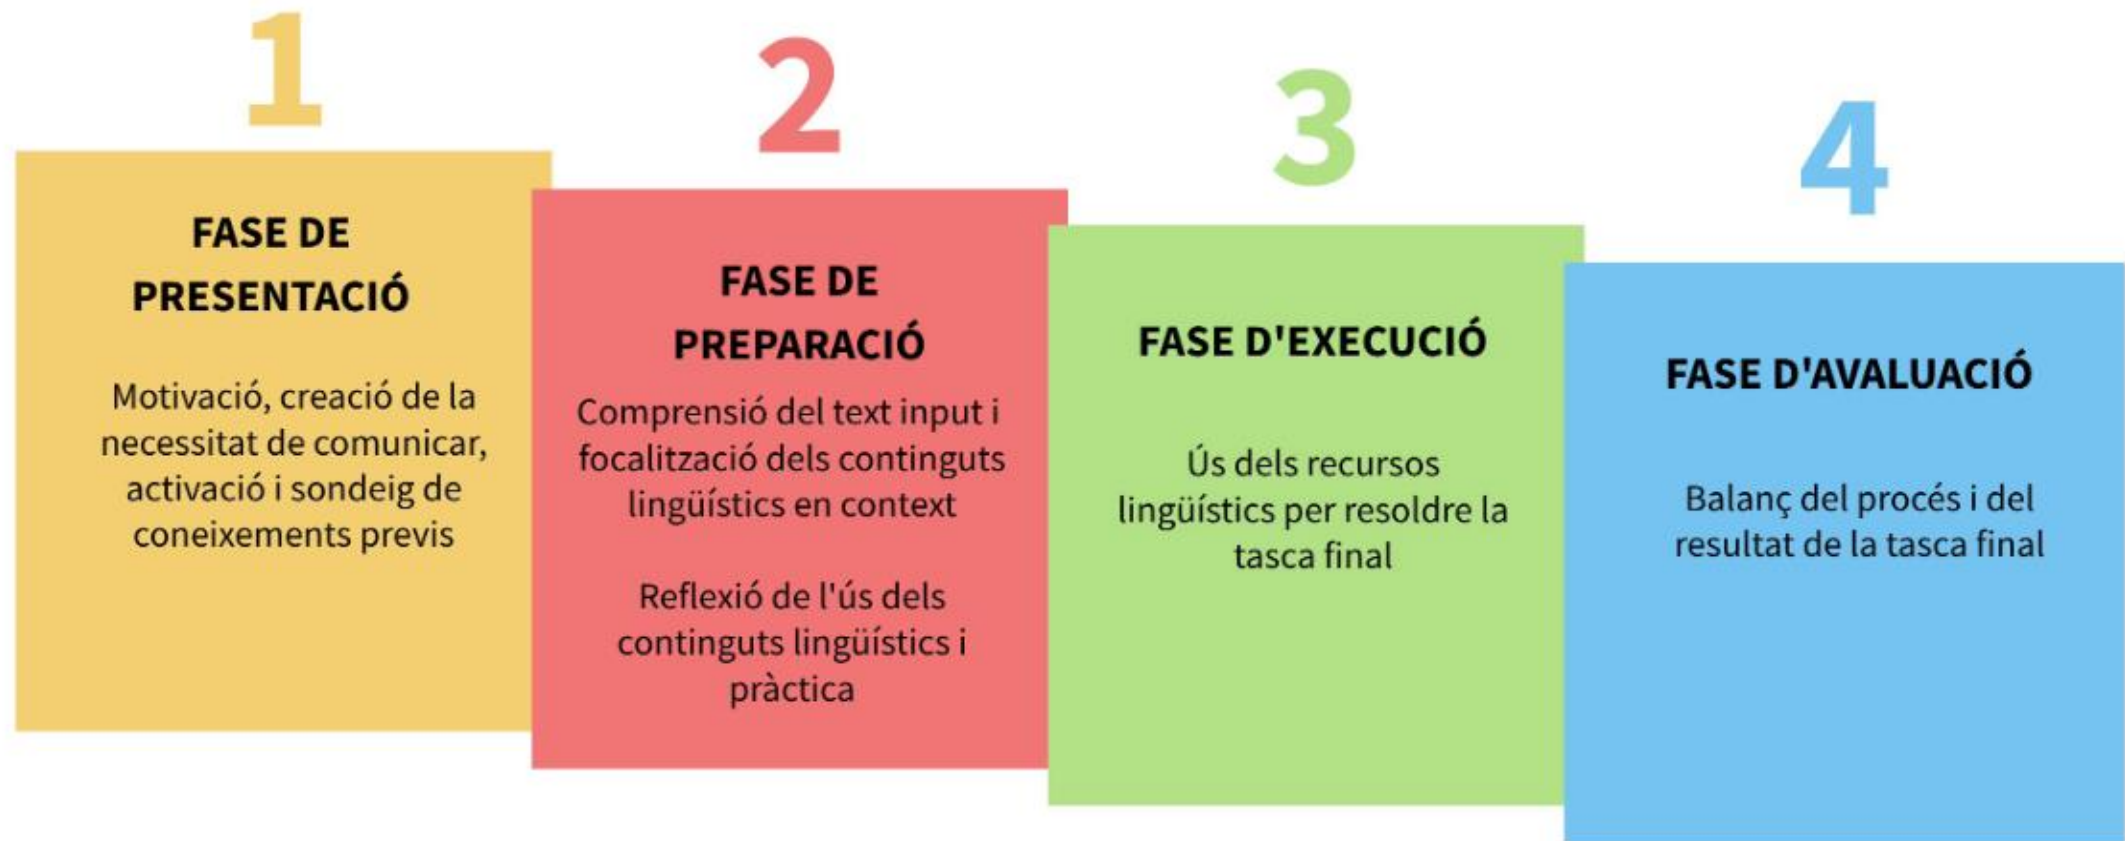 1
FASE DE
PRESENTACIÓ
Motivació, creació de la
necessitat de comunicar,
activació i sondeig de
coneixements previs
2
FASE DE
PREPARACIÓ
Comprensió del text input i
focalització dels continguts
lingüístics en context
Reflexió de l'ús dels
continguts lingüístics i
pràctica
3
FASE D'EXECUCIÓ
Ús dels recursos
lingüístics per resoldre la
tasca final
4
FASE D'AVALUACIÓ
Balanç del procés i del
resultat de la tasca final